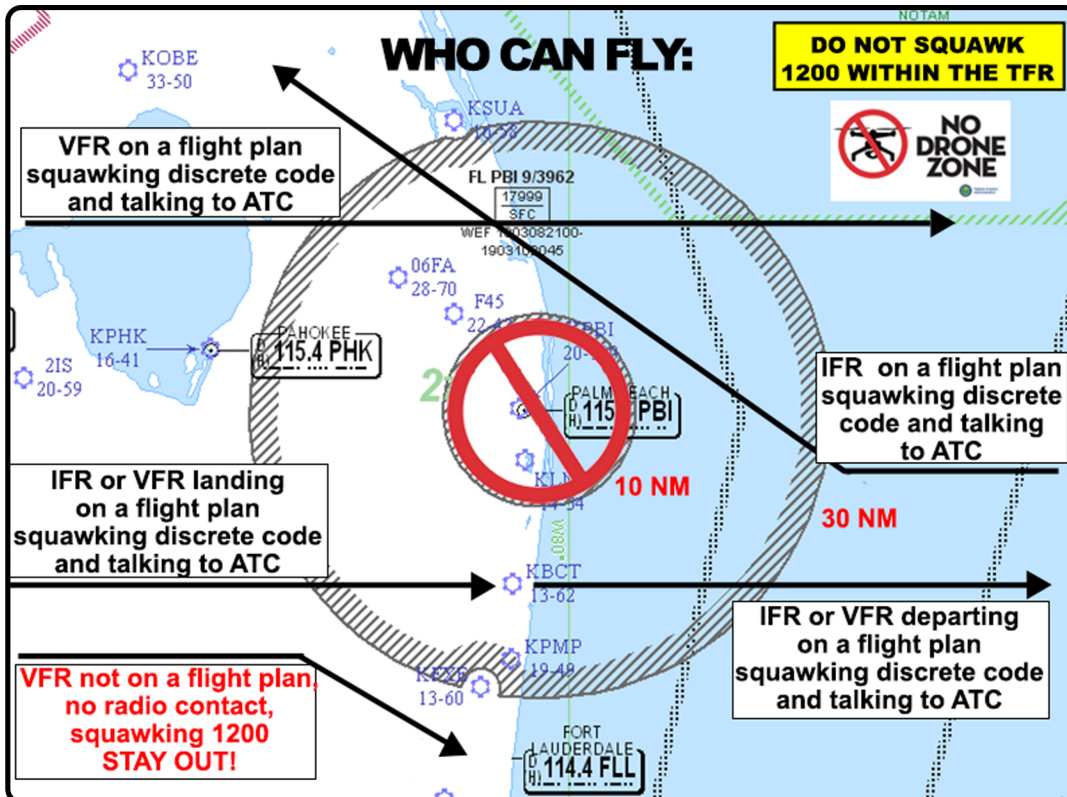 WHO CAN FLY:
NOTAM
DO NOT SQUAWK
1200 WITHIN THE TFR
NO
DRONE
ZONE
KOBE
33-50
KSUA
VFR on a flight plan
squawking discrete code
and talking to ATC
FL PBI 9/3962
17999
SFC
06FA
28-70
F45
KPHK
16-41
PAHOKEE
115.4 PHK
2IS
20-59
PALM BEACH
PBI
IFR on a flight plan
squawking discrete
code and talking
to ATC
10 NM
30 NM
IFR or VFR landing
on a flight plan
squawking discrete code
and talking to ATC
KBCT
13-62
IFR or VFR departing
on a flight plan
squawking discrete code
and talking to ATC
KPMP
19-49
13-60
VFR not on a flight plan,
no radio contact,
squawking 1200
STAY OUT!
FORT
LAUDERDALE
114.4 FLL